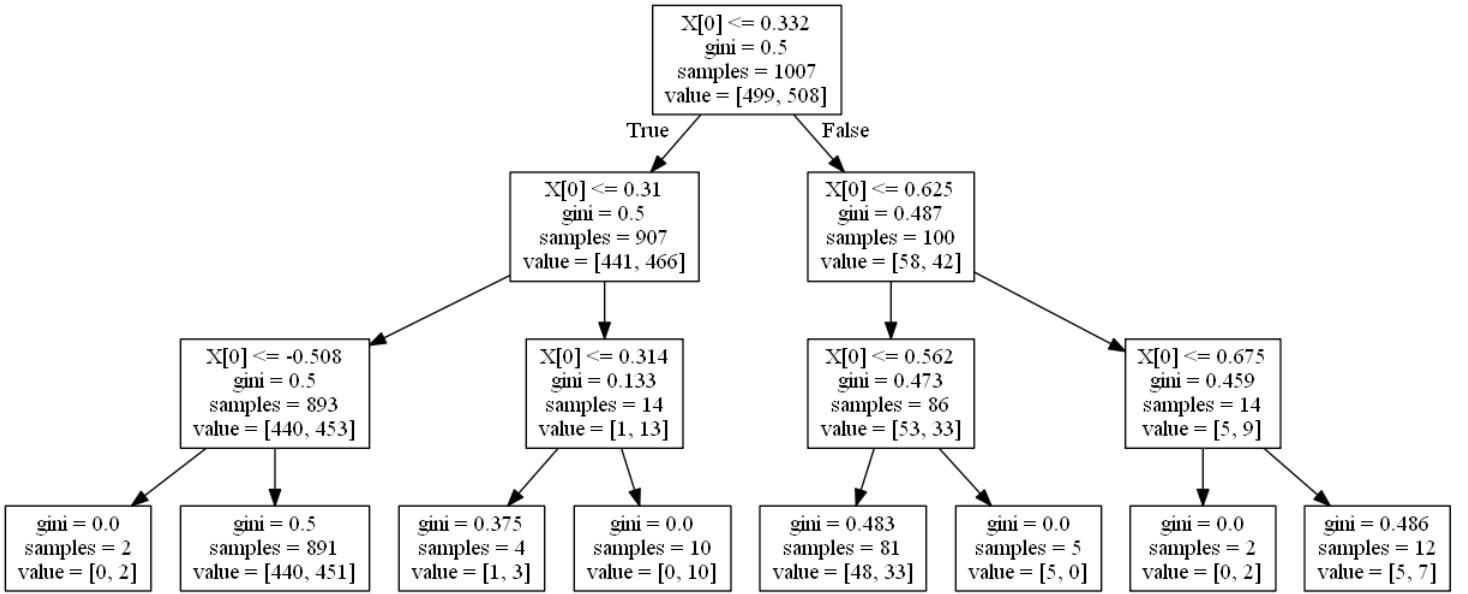 X[0] <= 0.332
gini = 0.5
samples = 1007
value = [499, 508]
True
False
X[0] <= 0.31
gini = 0.5
samples = 907
value = [441, 466]
X[0] <= 0.625
gini = 0.487
samples = 100
value = [58, 42]
X[0] <= -0.508
gini = 0.5
samples = 893
value = [440, 453]
X[0] <= 0.314
gini = 0.133
samples = 14
value = [1, 13]
X[0] <= 0.562
gini = 0.473
samples = 86
value = [53, 33]
X[0] <= 0.675
gini = 0.459
samples = 14
value = [5, 9]
gini = 0.0
samples = 2
value = [0, 2]
gini = 0.5
samples = 891
value = [440, 451]
gini = 0.375
samples = 4
value = [1, 3]
gini = 0.0
samples = 10
value = [0, 10]
gini = 0.483
samples = 81
value = [48, 33]
gini = 0.0
samples = 5
value = [5, 0]
gini = 0.0
samples = 2
value = [0, 2]
gini = 0.486
samples = 12
value = [5, 7]